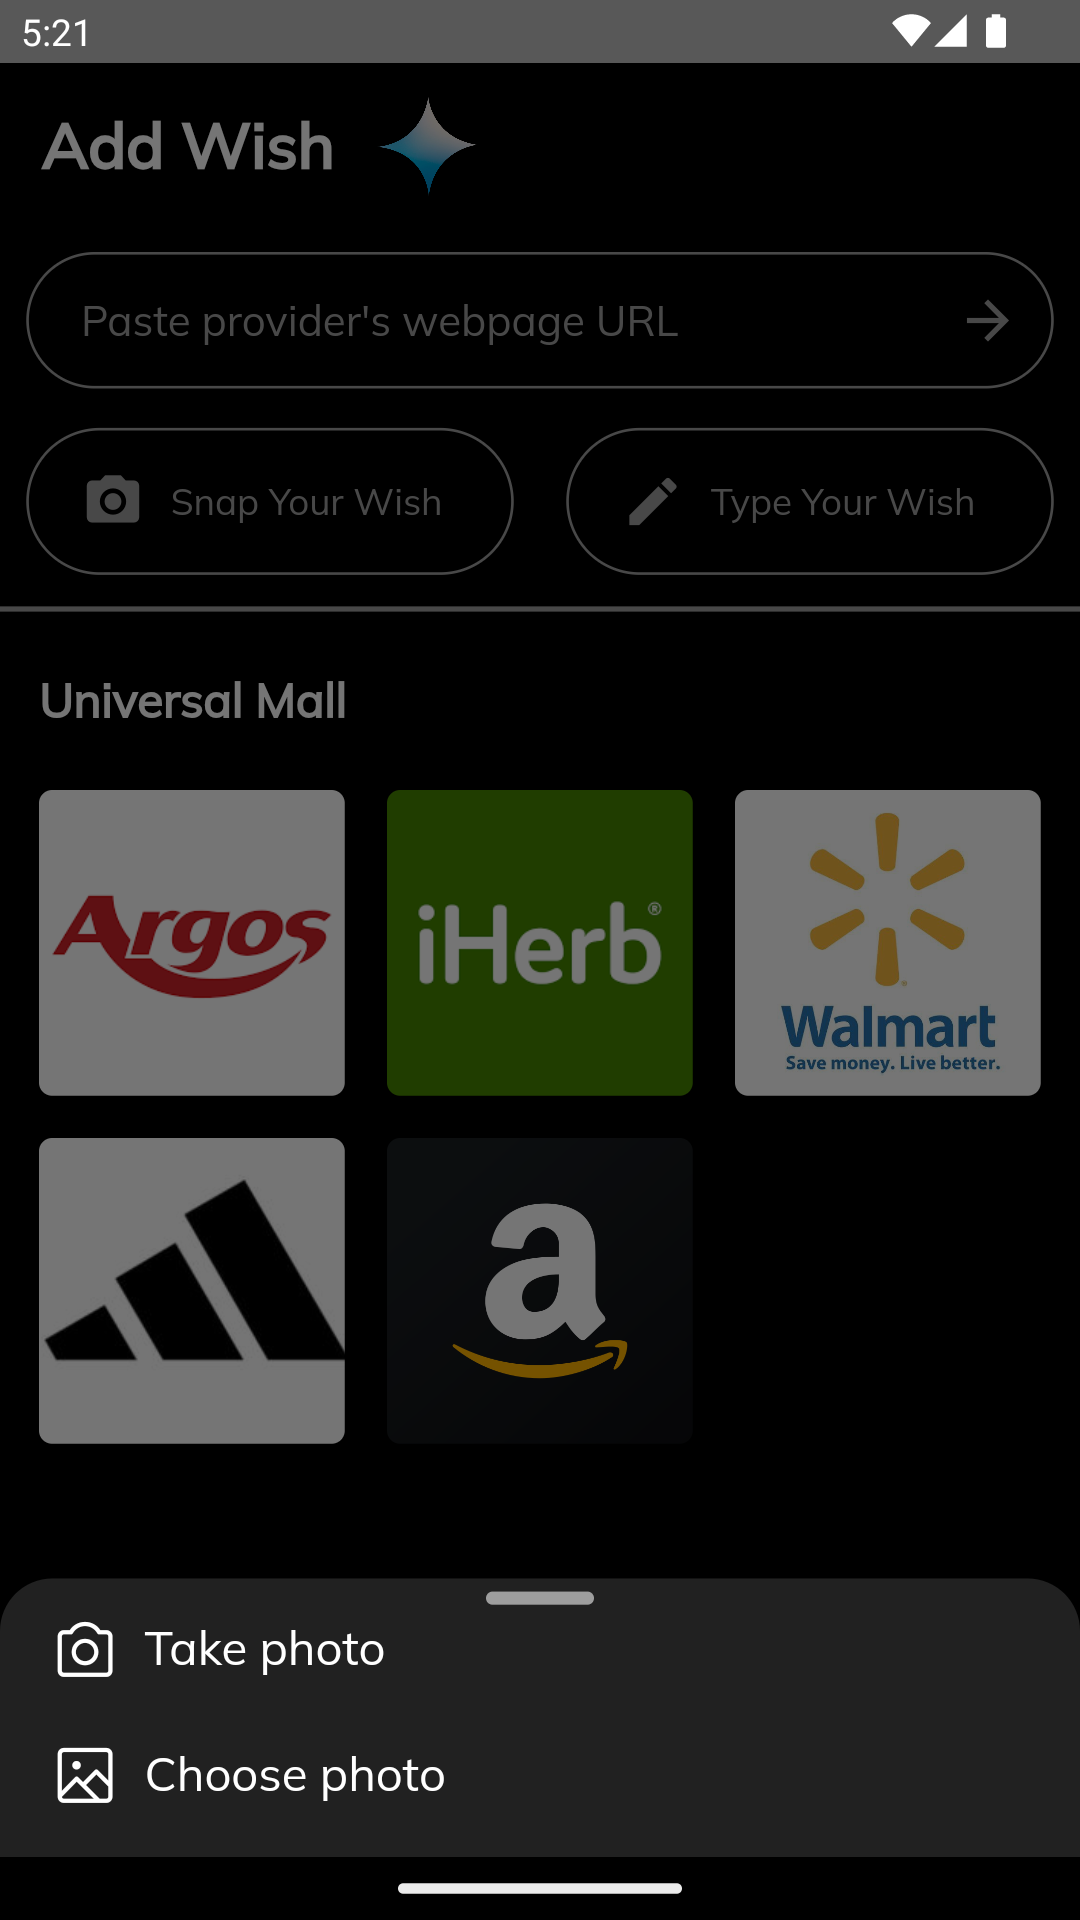 5:21
Add Wish
Paste provider's webpage URL
Snap Your Wish
Type Your Wish
Universal Mall
Argos
iHerb®
Walmart
Save money. Live better.
a
Take photo
Choose photo